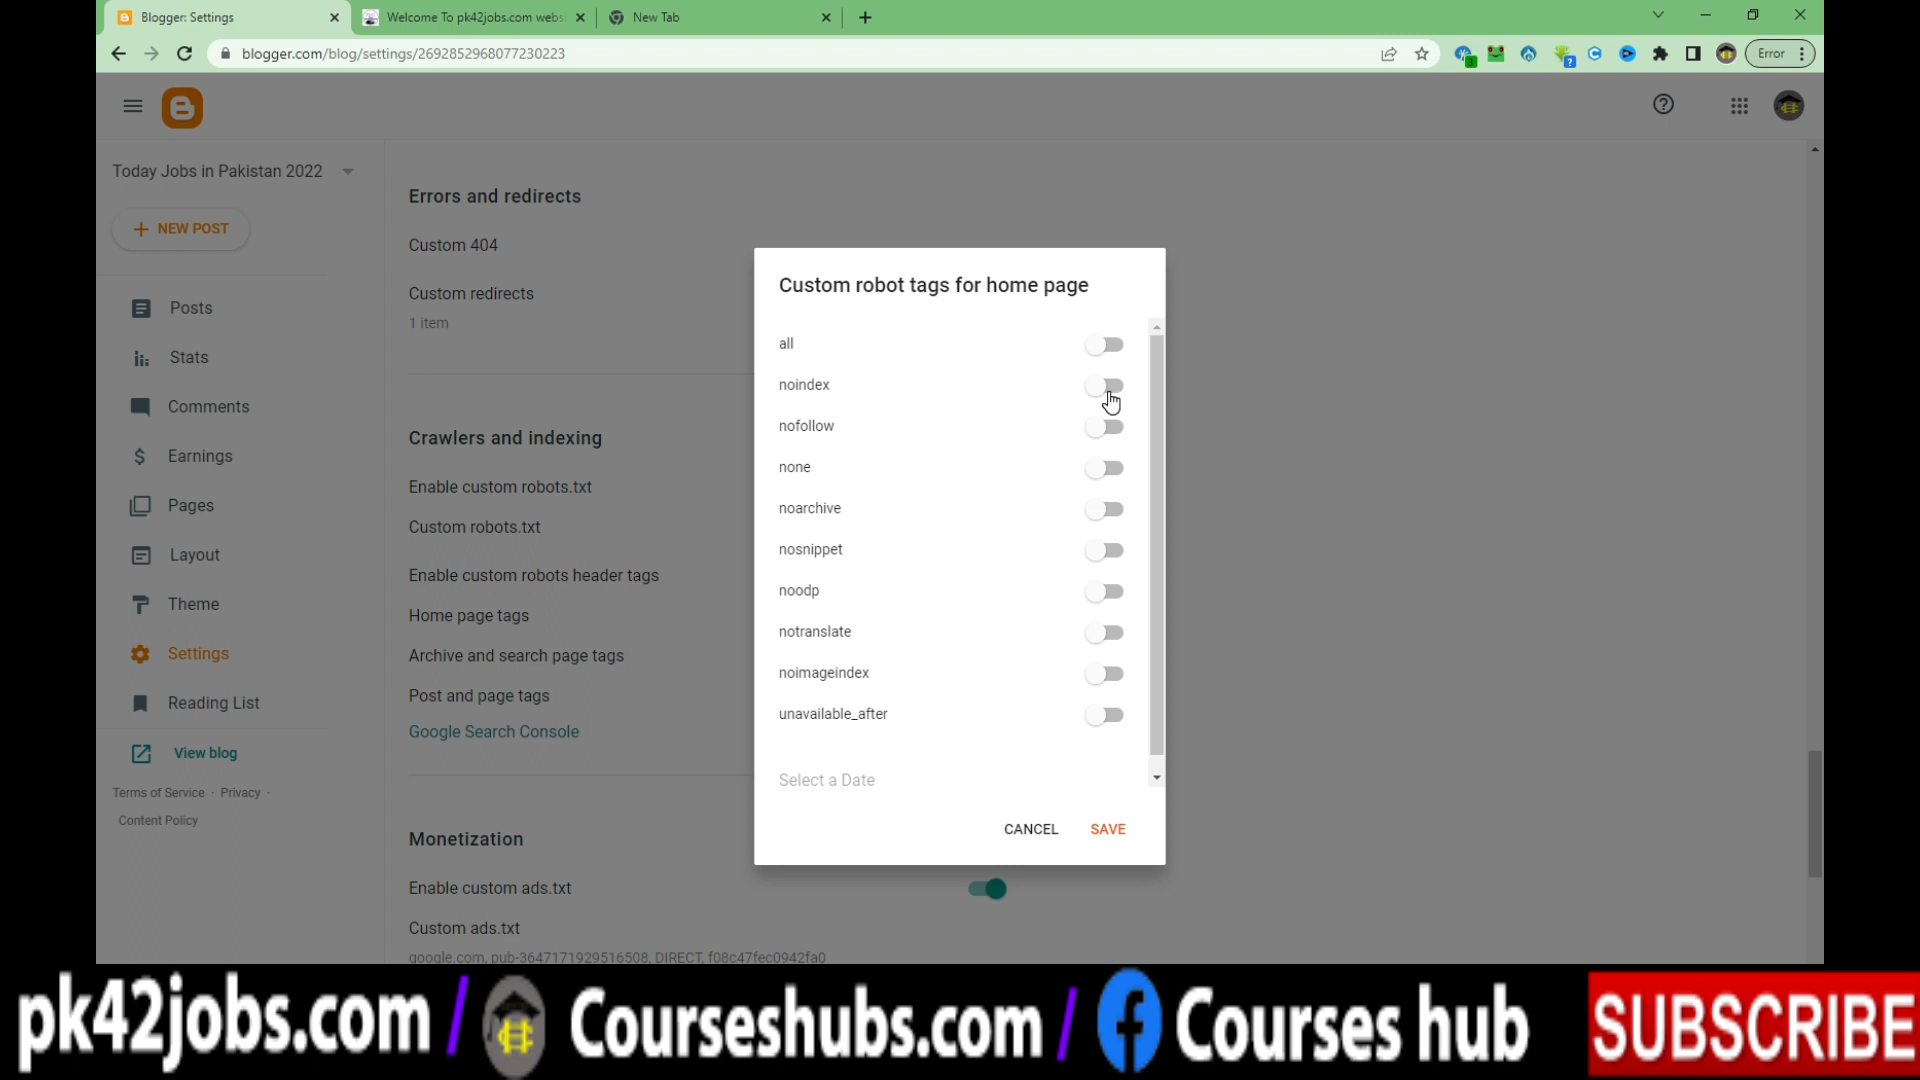 Blogger: Settings
Welcome To pk42jobs.com webs
New Tab
blogger.com/blog/settings/2692852968077230223
Error
Today Jobs in Pakistan 2022
NEW POST
Posts
Stats
Comments
Earnings
Pages
Layout
Theme
Settings
Reading List
View blog
Terms of Service · Privacy ·
Content Policy
Errors and redirects
Custom 404
Custom redirects
1 item
Crawlers and indexing
Enable custom robots.txt
Custom robots.txt
Enable custom robots header tags
Home page tags
Archive and search page tags
Post and page tags
Google Search Console
Monetization
Enable custom ads.txt
Custom ads.txt
google.com, pub-3647171929516508, DIRECT, f08c47fec0942fa0
Custom robot tags for home page
all
noindex
nofollow
none
noarchive
nosnippet
noodp
notranslate
noimageindex
unavailable_after
Select a Date
CANCEL SAVE
pk42jobs.com / Courseshubs.com / Courses hub SUBSCRIBE